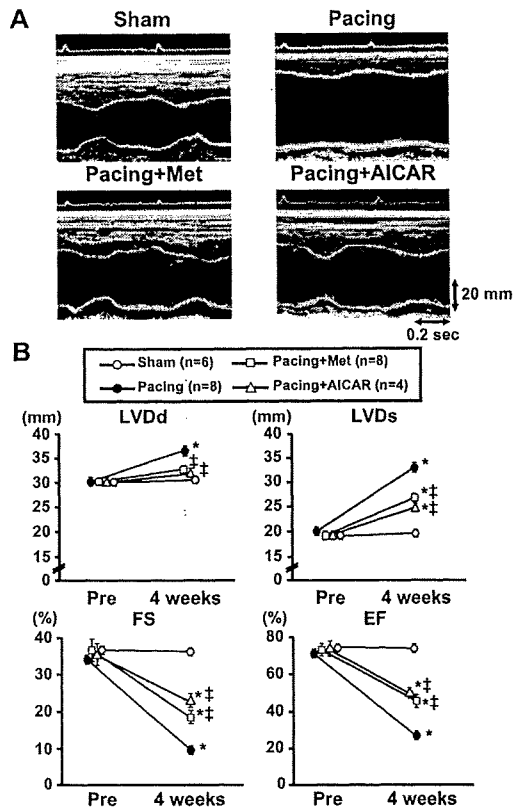 A
Sham Pacing
Pacing+Met Pacing+AICAR
20 mm
0.2 sec
B
Sham (n=6) Pacing+Met (n=8)
Pacing (n=8) Pacing+AICAR (n=4)
(mm) LVDd (mm) LVDs
40 40
35 * 35 *
‡
30 ‡ 30 *‡
25 25 *‡
20 20
15 15
0 0
Pre 4 weeks Pre 4 weeks
(%) FS (%) EF
40 80
30 60
*‡ *‡
20 *‡ 40 *‡
10 * 20 *
0 0
Pre 4 weeks Pre 4 weeks